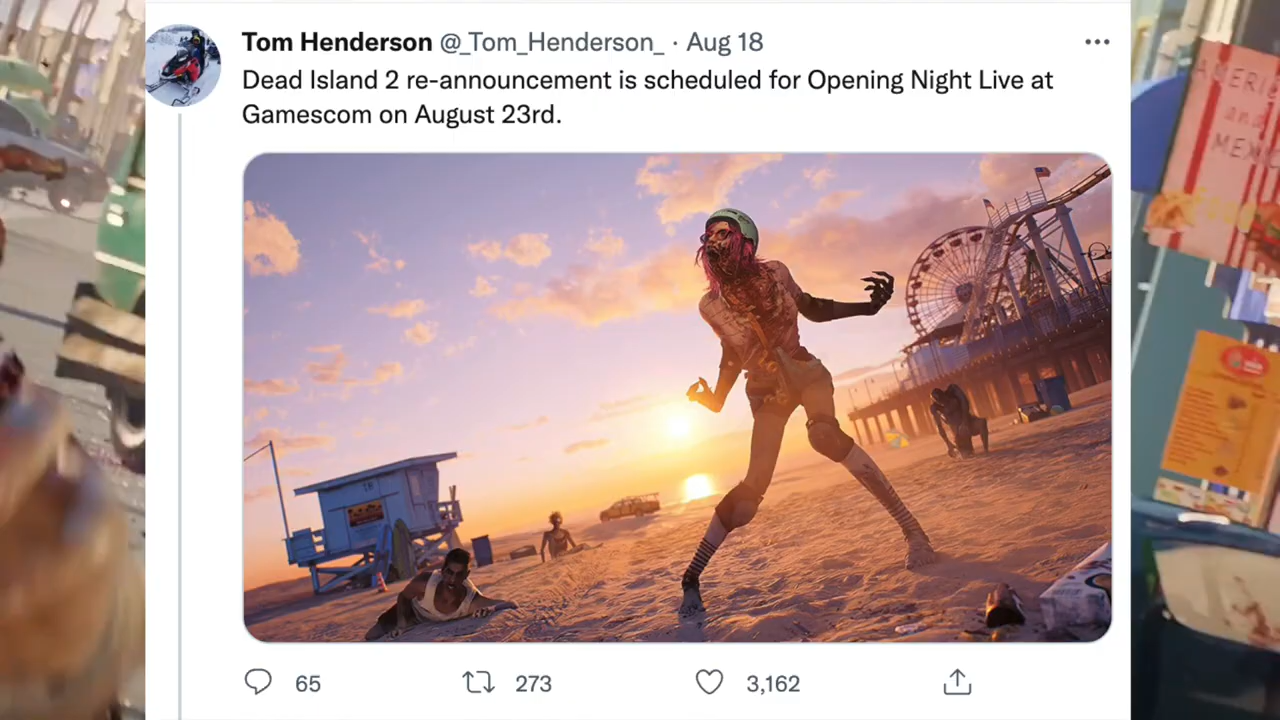 Tom Henderson @_Tom_Henderson_ · Aug 18
Dead Island 2 re-announcement is scheduled for Opening Night Live at
Gamescom on August 23rd.
65 273 3,162